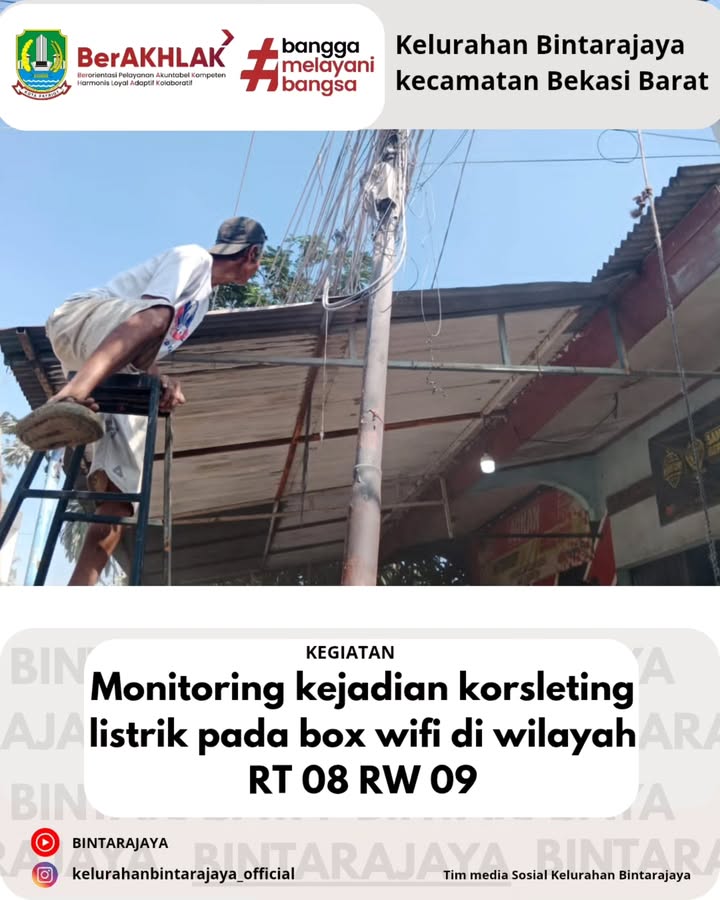 BerAKHLAK
Berorientasi Pelayanan Akuntabel Kompeten
Harmonis Loyal Adaptif Kolaboratif
#bangga
melayani
bangsa
Kelurahan Bintarajaya
kecamatan Bekasi Barat
KEGIATAN
Monitoring kejadian korsleting
listrik pada box wifi di wilayah
RT 08 RW 09
BINTARAJAYA
kelurahanbintarajaya_official
Tim media Sosial Kelurahan Bintarajaya
BINTARAJAYA